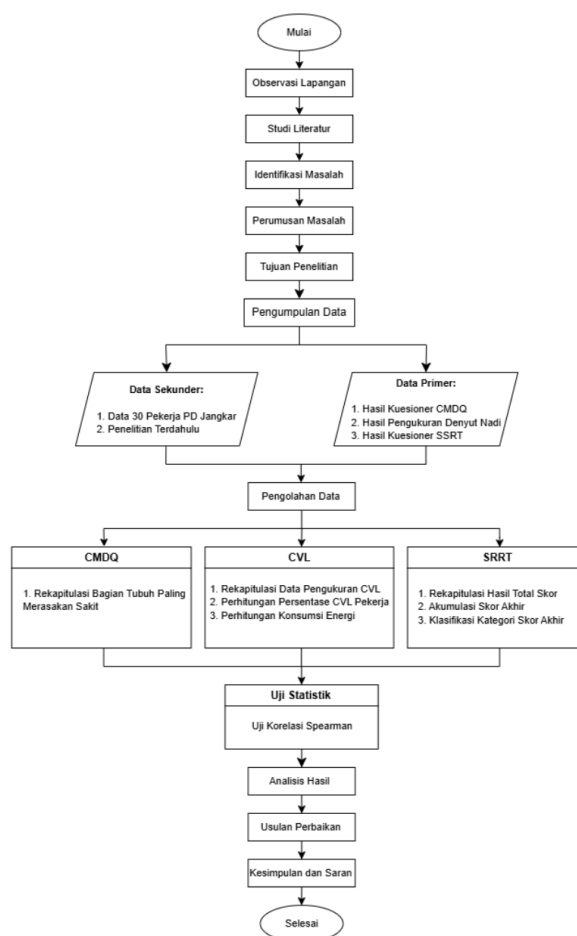 Mulai
Observasi Lapangan
Studi Literatur
Identifikasi Masalah
Perumusan Masalah
Tujuan Penelitian
Pengumpulan Data
Data Sekunder:
1. Data 30 Pekerja PD Jangkar
2. Penelitian Terdahulu
Data Primer:
1. Hasil Kuesioner CMDQ
2. Hasil Pengukuran Denyut Nadi
3. Hasil Kuesioner SSRT
Pengolahan Data
CMDQ
1. Rekapitulasi Bagian Tubuh Paling
Merasakan Sakit
CVL
1. Rekapitulasi Data Pengukuran CVL
2. Perhitungan Persentase CVL Pekerja
3. Perhitungan Konsumsi Energi
SRRT
1. Rekapitulasi Hasil Total Skor
2. Akumulasi Skor Akhir
3. Klasifikasi Kategori Skor Akhir
Uji Statistik
Uji Korelasi Spearman
Analisis Hasil
Usulan Perbaikan
Kesimpulan dan Saran
Selesai